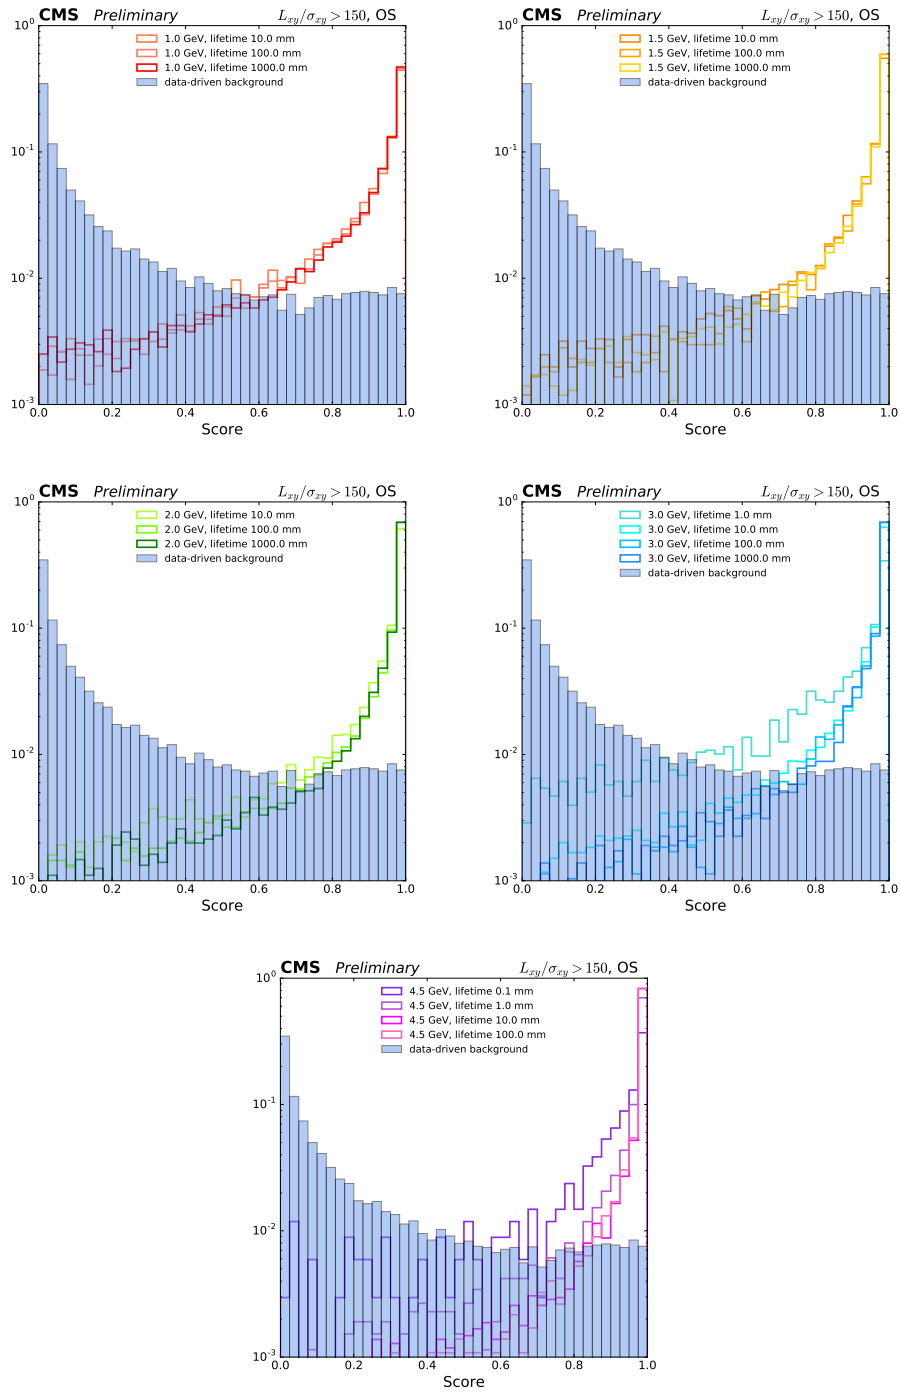 CMS Preliminary L_xy/σ_xy > 150, OS
1.0 GeV, lifetime 10.0 mm
1.0 GeV, lifetime 100.0 mm
1.0 GeV, lifetime 1000.0 mm
data-driven background
10^0
10^-1
10^-2
10^-3
0.0 0.2 0.4 0.6 0.8 1.0
Score
CMS Preliminary L_xy/σ_xy > 150, OS
1.5 GeV, lifetime 10.0 mm
1.5 GeV, lifetime 100.0 mm
1.5 GeV, lifetime 1000.0 mm
data-driven background
10^0
10^-1
10^-2
10^-3
0.0 0.2 0.4 0.6 0.8 1.0
Score
CMS Preliminary L_xy/σ_xy > 150, OS
2.0 GeV, lifetime 10.0 mm
2.0 GeV, lifetime 100.0 mm
2.0 GeV, lifetime 1000.0 mm
data-driven background
10^0
10^-1
10^-2
10^-3
0.0 0.2 0.4 0.6 0.8 1.0
Score
CMS Preliminary L_xy/σ_xy > 150, OS
3.0 GeV, lifetime 1.0 mm
3.0 GeV, lifetime 10.0 mm
3.0 GeV, lifetime 100.0 mm
3.0 GeV, lifetime 1000.0 mm
data-driven background
10^0
10^-1
10^-2
10^-3
0.0 0.2 0.4 0.6 0.8 1.0
Score
CMS Preliminary L_xy/σ_xy > 150, OS
4.5 GeV, lifetime 0.1 mm
4.5 GeV, lifetime 1.0 mm
4.5 GeV, lifetime 10.0 mm
4.5 GeV, lifetime 100.0 mm
data-driven background
10^0
10^-1
10^-2
10^-3
0.0 0.2 0.4 0.6 0.8 1.0
Score